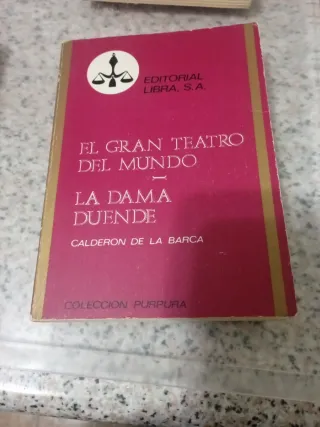 EDITORIAL
LIBRA, S.A.
EL GRAN TEATRO
DEL MUNDO
LA DAMA
DUENDE
CALDERON DE LA BARCA
COLECCION PURPURA